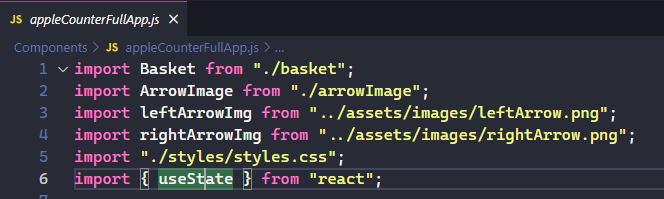 JS appleCounterFullApp.js ×
Components > JS appleCounterFullApp.js > ...
1 import Basket from "./basket";
2 import ArrowImage from "./arrowImage";
3 import leftArrowImg from "../assets/images/leftArrow.png";
4 import rightArrowImg from "../assets/images/rightArrow.png";
5 import "./styles/styles.css";
6 import { useState } from "react";